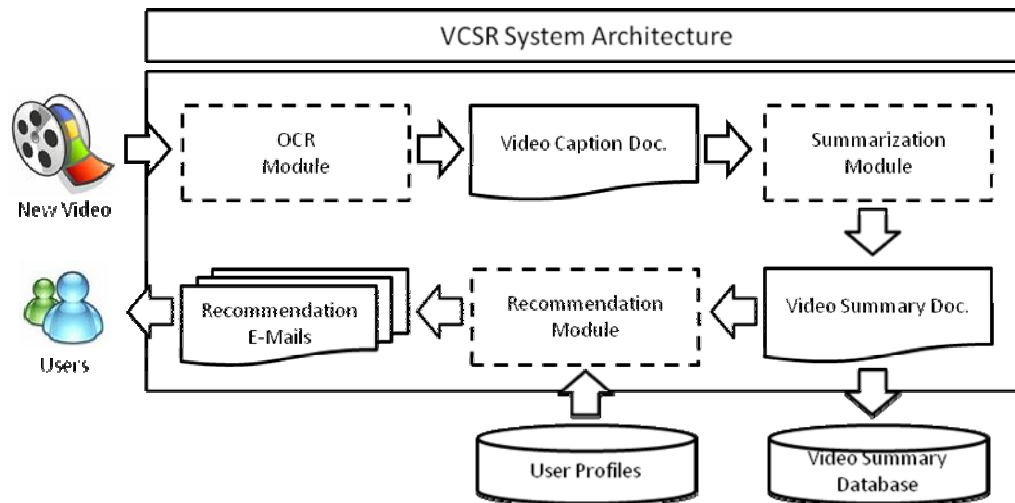 VCSR System Architecture
New Video
OCR
Module
Video Caption Doc.
Summarization
Module
Users
Recommendation
E-Mails
Recommendation
Module
Video Summary Doc.
User Profiles
Video Summary
Database